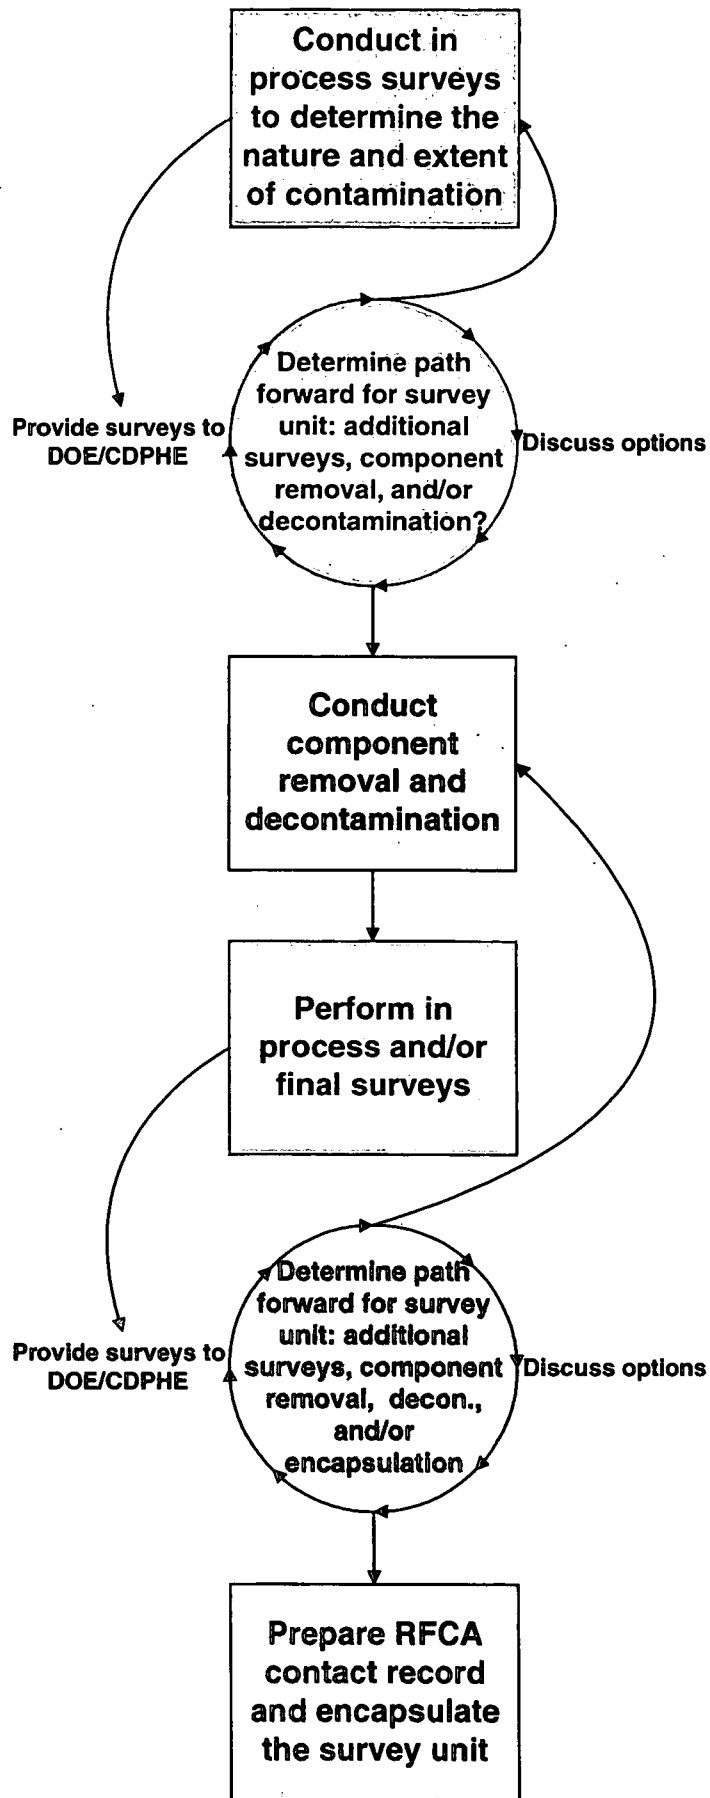 Conduct in
process surveys
to determine the
nature and extent
of contamination
Determine path
forward for survey
unit: additional
surveys, component
removal, and/or
decontamination?
Provide surveys to
DOE/CDPHE
Discuss options
Conduct
component
removal and
decontamination
Perform in
process and/or
final surveys
Determine path
forward for survey
unit: additional
surveys, component
removal, decon.,
and/or
encapsulation
Provide surveys to
DOE/CDPHE
Discuss options
Prepare RFCA
contact record
and encapsulate
the survey unit